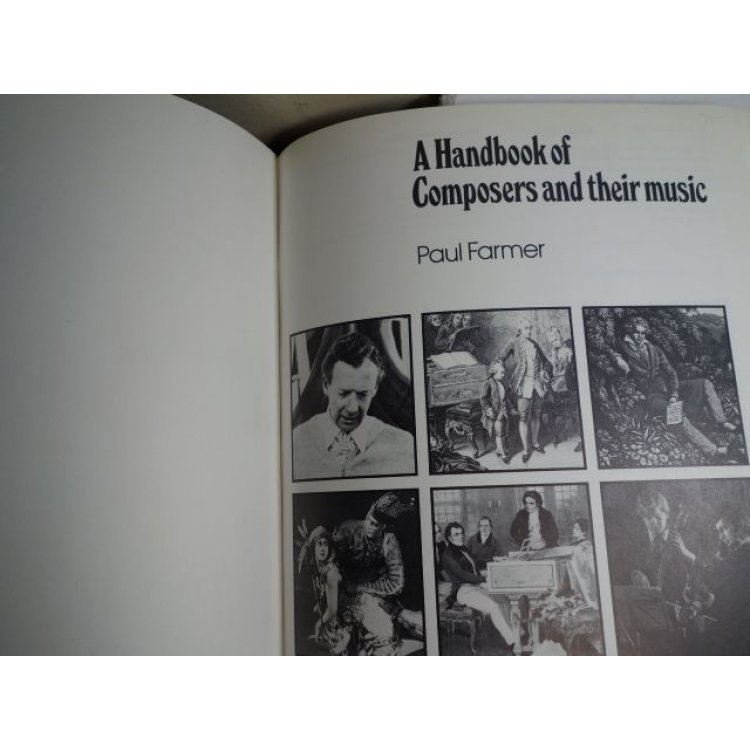 A Handbook of
Composers and their music
Paul Farmer